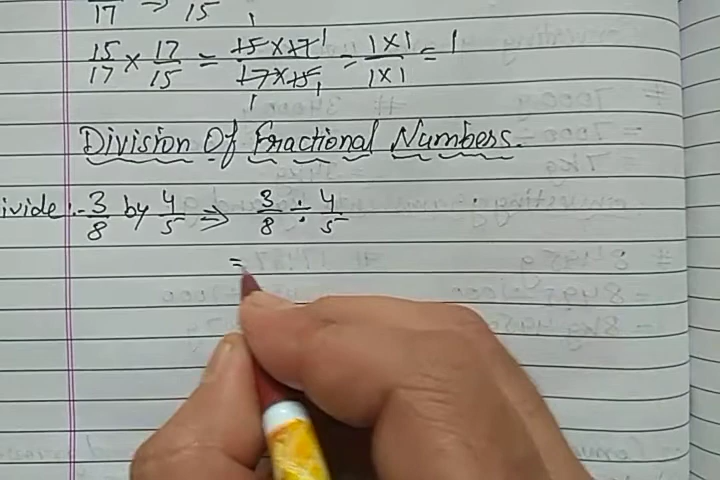 17 ⇒ 15
15/17 × 17/15 = 15×17/17×15 = 1×1/1×1 = 1
Division Of Fractional Numbers.
ivide :- 3/8 by 4/5 ⇒ 3/8 ÷ 4/5
=